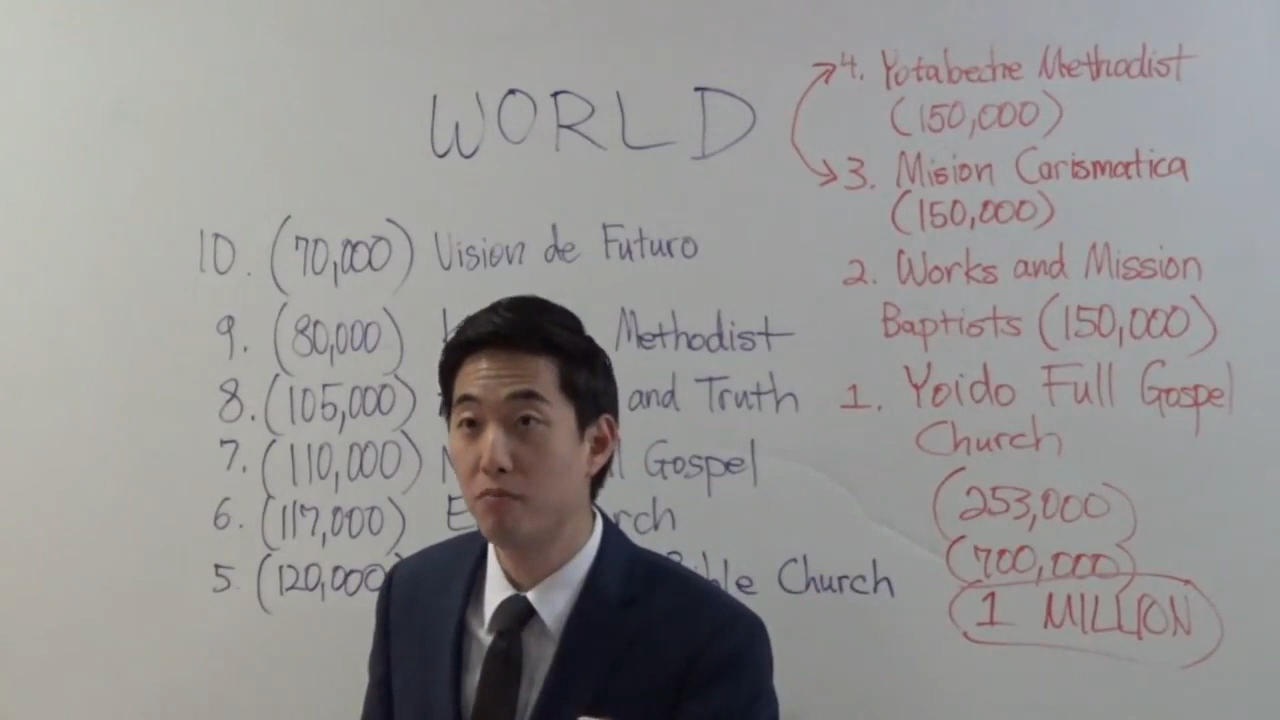 WORLD
10. (70,000) Vision de Futuro
9. (80,000) Methodist
8. (105,000) and Truth
7. (110,000) Gospel
6. (117,000)
5. (120,000 Church
4. Yotabeche Methodist
(150,000)
3. Mision Carismatica
(150,000)
2. Works and Mission
Baptists (150,000)
1. Yoido Full Gospel
Church
(253,000)
(700,000)
1 MILLION